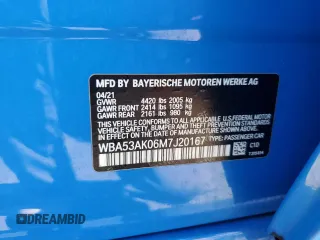 MFD BY BAYERISCHE MOTOREN WERKE AG
04/21
GVWR 4420 lbs 2005 kg
GAWR FRONT 2414 lbs 1095 kg
GAWR REAR 2161 lbs 980 kg
THIS VEHICLE CONFORMS TO ALL APPLICABLE U.S. FEDERAL MOTOR
VEHICLE SAFETY, BUMPER, AND THEFT PREVENTION STANDARDS IN
EFFECT ON THE DATE OF MANUFACTURE SHOWN ABOVE.
WBA53AK06M7J20167 TYPE: PASSENGER CAR
C1D
DREAMBID